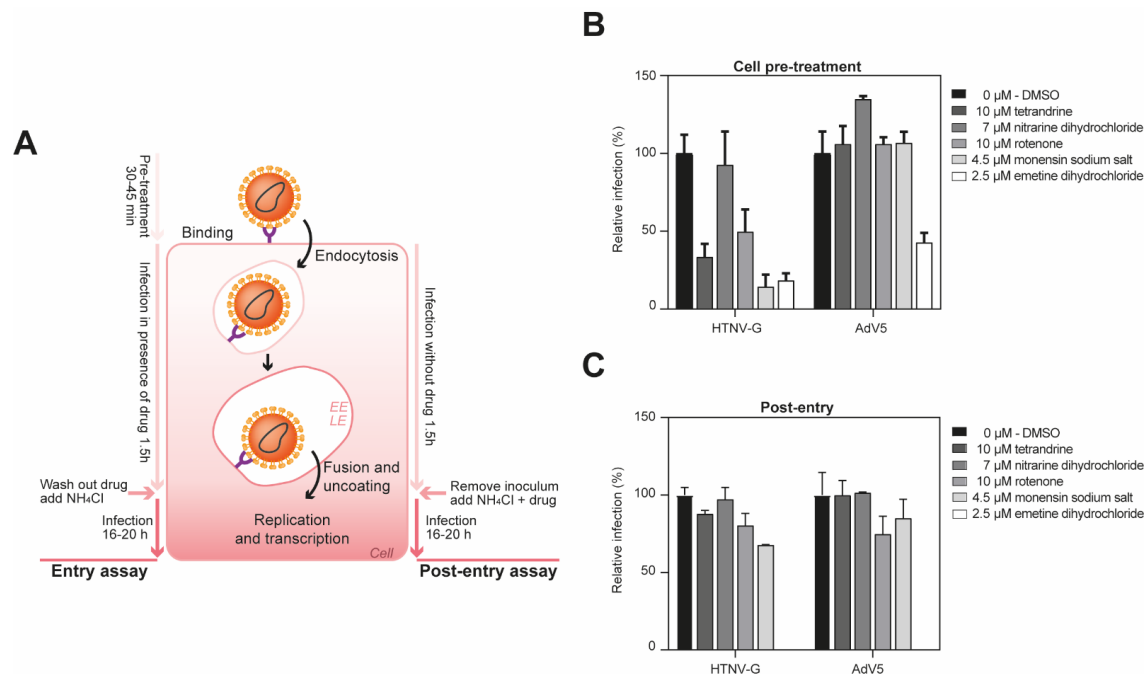 A
Pre-treatment
30-45 min
Infection in presence of drug 1.5h
Wash out drug
add NH₄Cl
Infection
16-20 h
Entry assay
Binding
Endocytosis
EE
LE
Fusion and
uncoating
Replication
and transcription
Cell
Infection without drug 1.5h
Remove inoculum
add NH₄Cl + drug
Infection
16-20 h
Post-entry assay
B
Cell pre-treatment
Relative infection (%)
150
100
50
0
HTNV-G
AdV5
0 µM - DMSO
10 µM tetrandrine
7 µM nitrarine dihydrochloride
10 µM rotenone
4.5 µM monensin sodium salt
2.5 µM emetine dihydrochloride
C
Post-entry
Relative infection (%)
150
100
50
0
HTNV-G
AdV5
0 µM - DMSO
10 µM tetrandrine
7 µM nitrarine dihydrochloride
10 µM rotenone
4.5 µM monensin sodium salt
2.5 µM emetine dihydrochloride